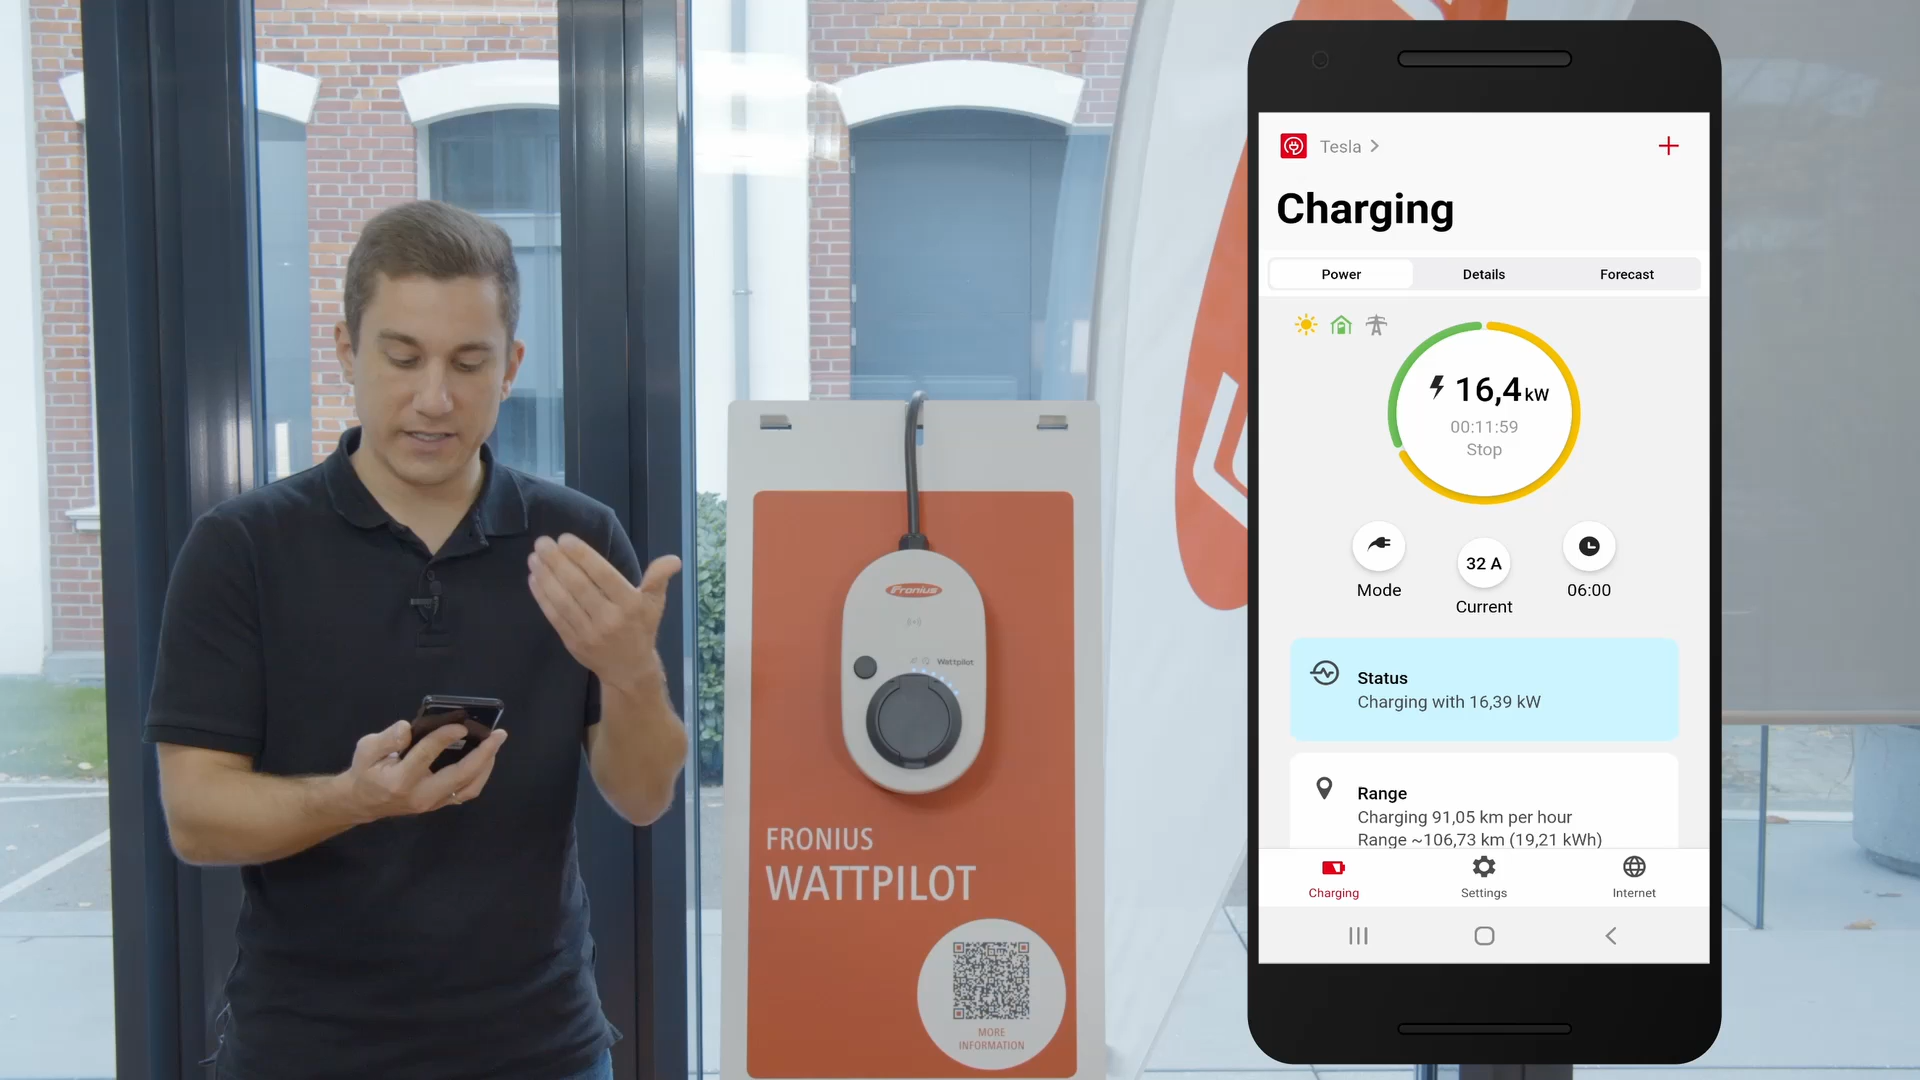 Fronius
Wattpilot
FRONIUS
WATTPILOT
MORE
INFORMATION
Tesla
Charging
Power
Details
Forecast
16,4 kW
00:11:59
Stop
Mode
32 A
Current
06:00
Status
Charging with 16,39 kW
Range
Charging 91,05 km per hour
Range ~106,73 km (19,21 kWh)
Charging
Settings
Internet